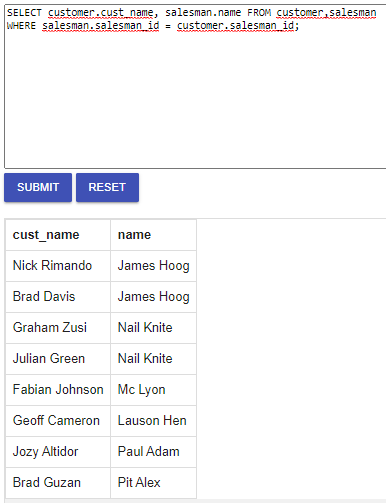 SELECT customer.cust_name, salesman.name FROM customer,salesman
WHERE salesman.salesman_id = customer.salesman_id;
SUBMIT RESET
cust_name name
Nick Rimando James Hoog
Brad Davis James Hoog
Graham Zusi Nail Knite
Julian Green Nail Knite
Fabian Johnson Mc Lyon
Geoff Cameron Lauson Hen
Jozy Altidor Paul Adam
Brad Guzan Pit Alex